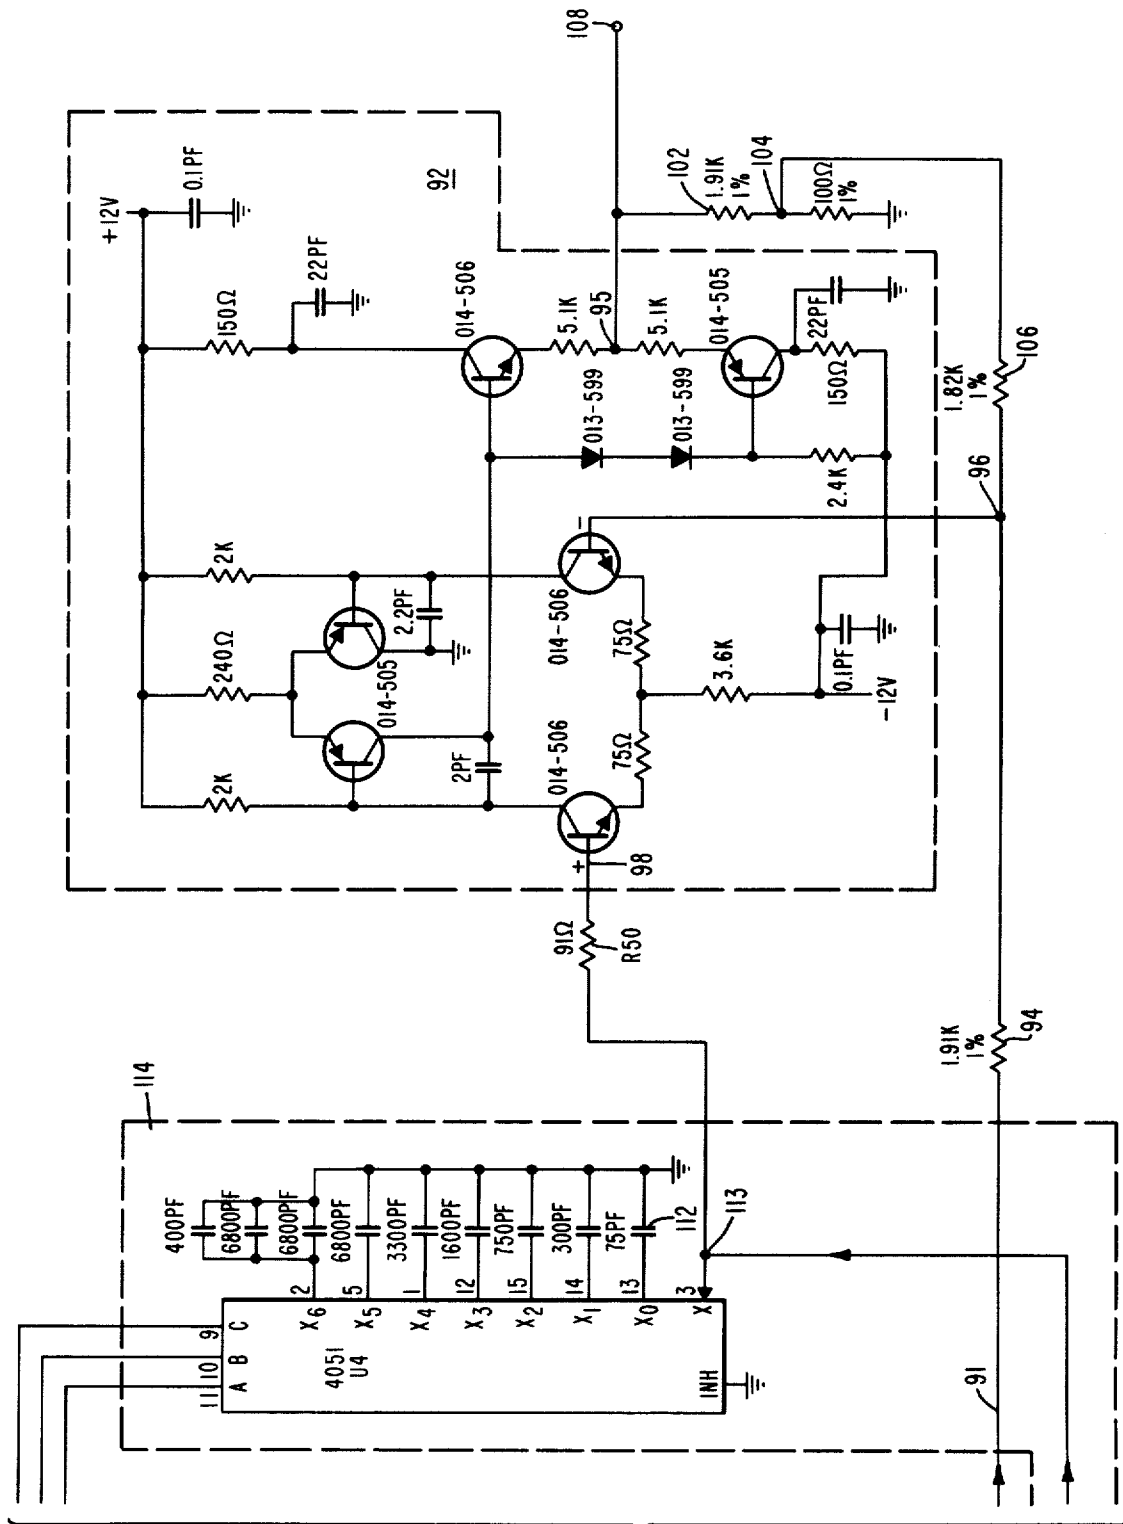 +12V
0.1PF
92
108
150Ω
22PF
014-506
5.1K
95
5.1K
014-505
22PF
150Ω
102
1.91K
1%
104
100Ω
1%
2K
240Ω
2K
014-505
2.2PF
2PF
013-599
013-599
2.4K
1.82K
1%
106
014-506
014-506
−
75Ω
75Ω
3.6K
0.1PF
-12V
96
+
98
91Ω
R50
1.91K
1%
94
114
400PF
6800PF
6800PF
6800PF
3300PF
1600PF
750PF
300PF
75PF
112
113
2
5
1
12
15
14
13
3
X6
X5
X4
X3
X2
X1
X0
X
9
10
11
C
B
A
4051
U4
INH
91